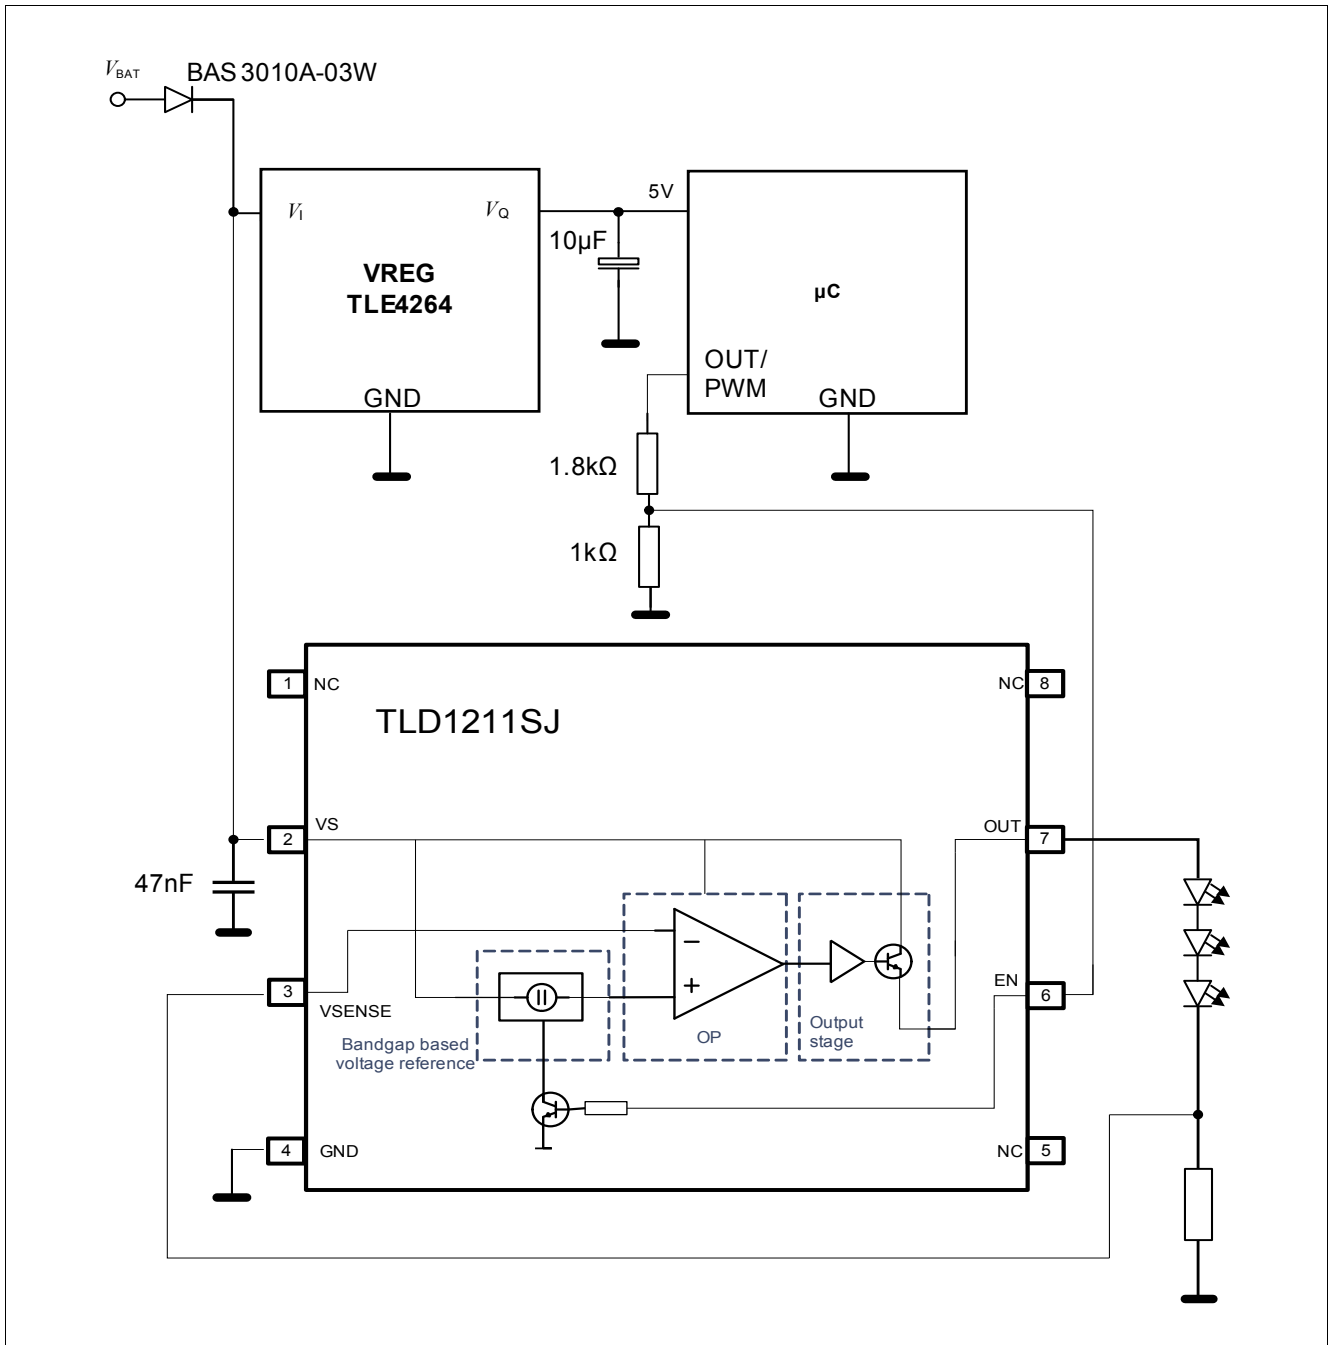 VBAT
BAS 3010A-03W
VI
VQ
VREG
TLE4264
GND
5V
10µF
µC
OUT/
PWM
GND
1.8kΩ
1kΩ
1
NC
NC
8
TLD1211SJ
2
VS
OUT
7
47nF
3
VSENSE
EN
6
Bandgap based
voltage reference
OP
Output
stage
4
GND
NC
5